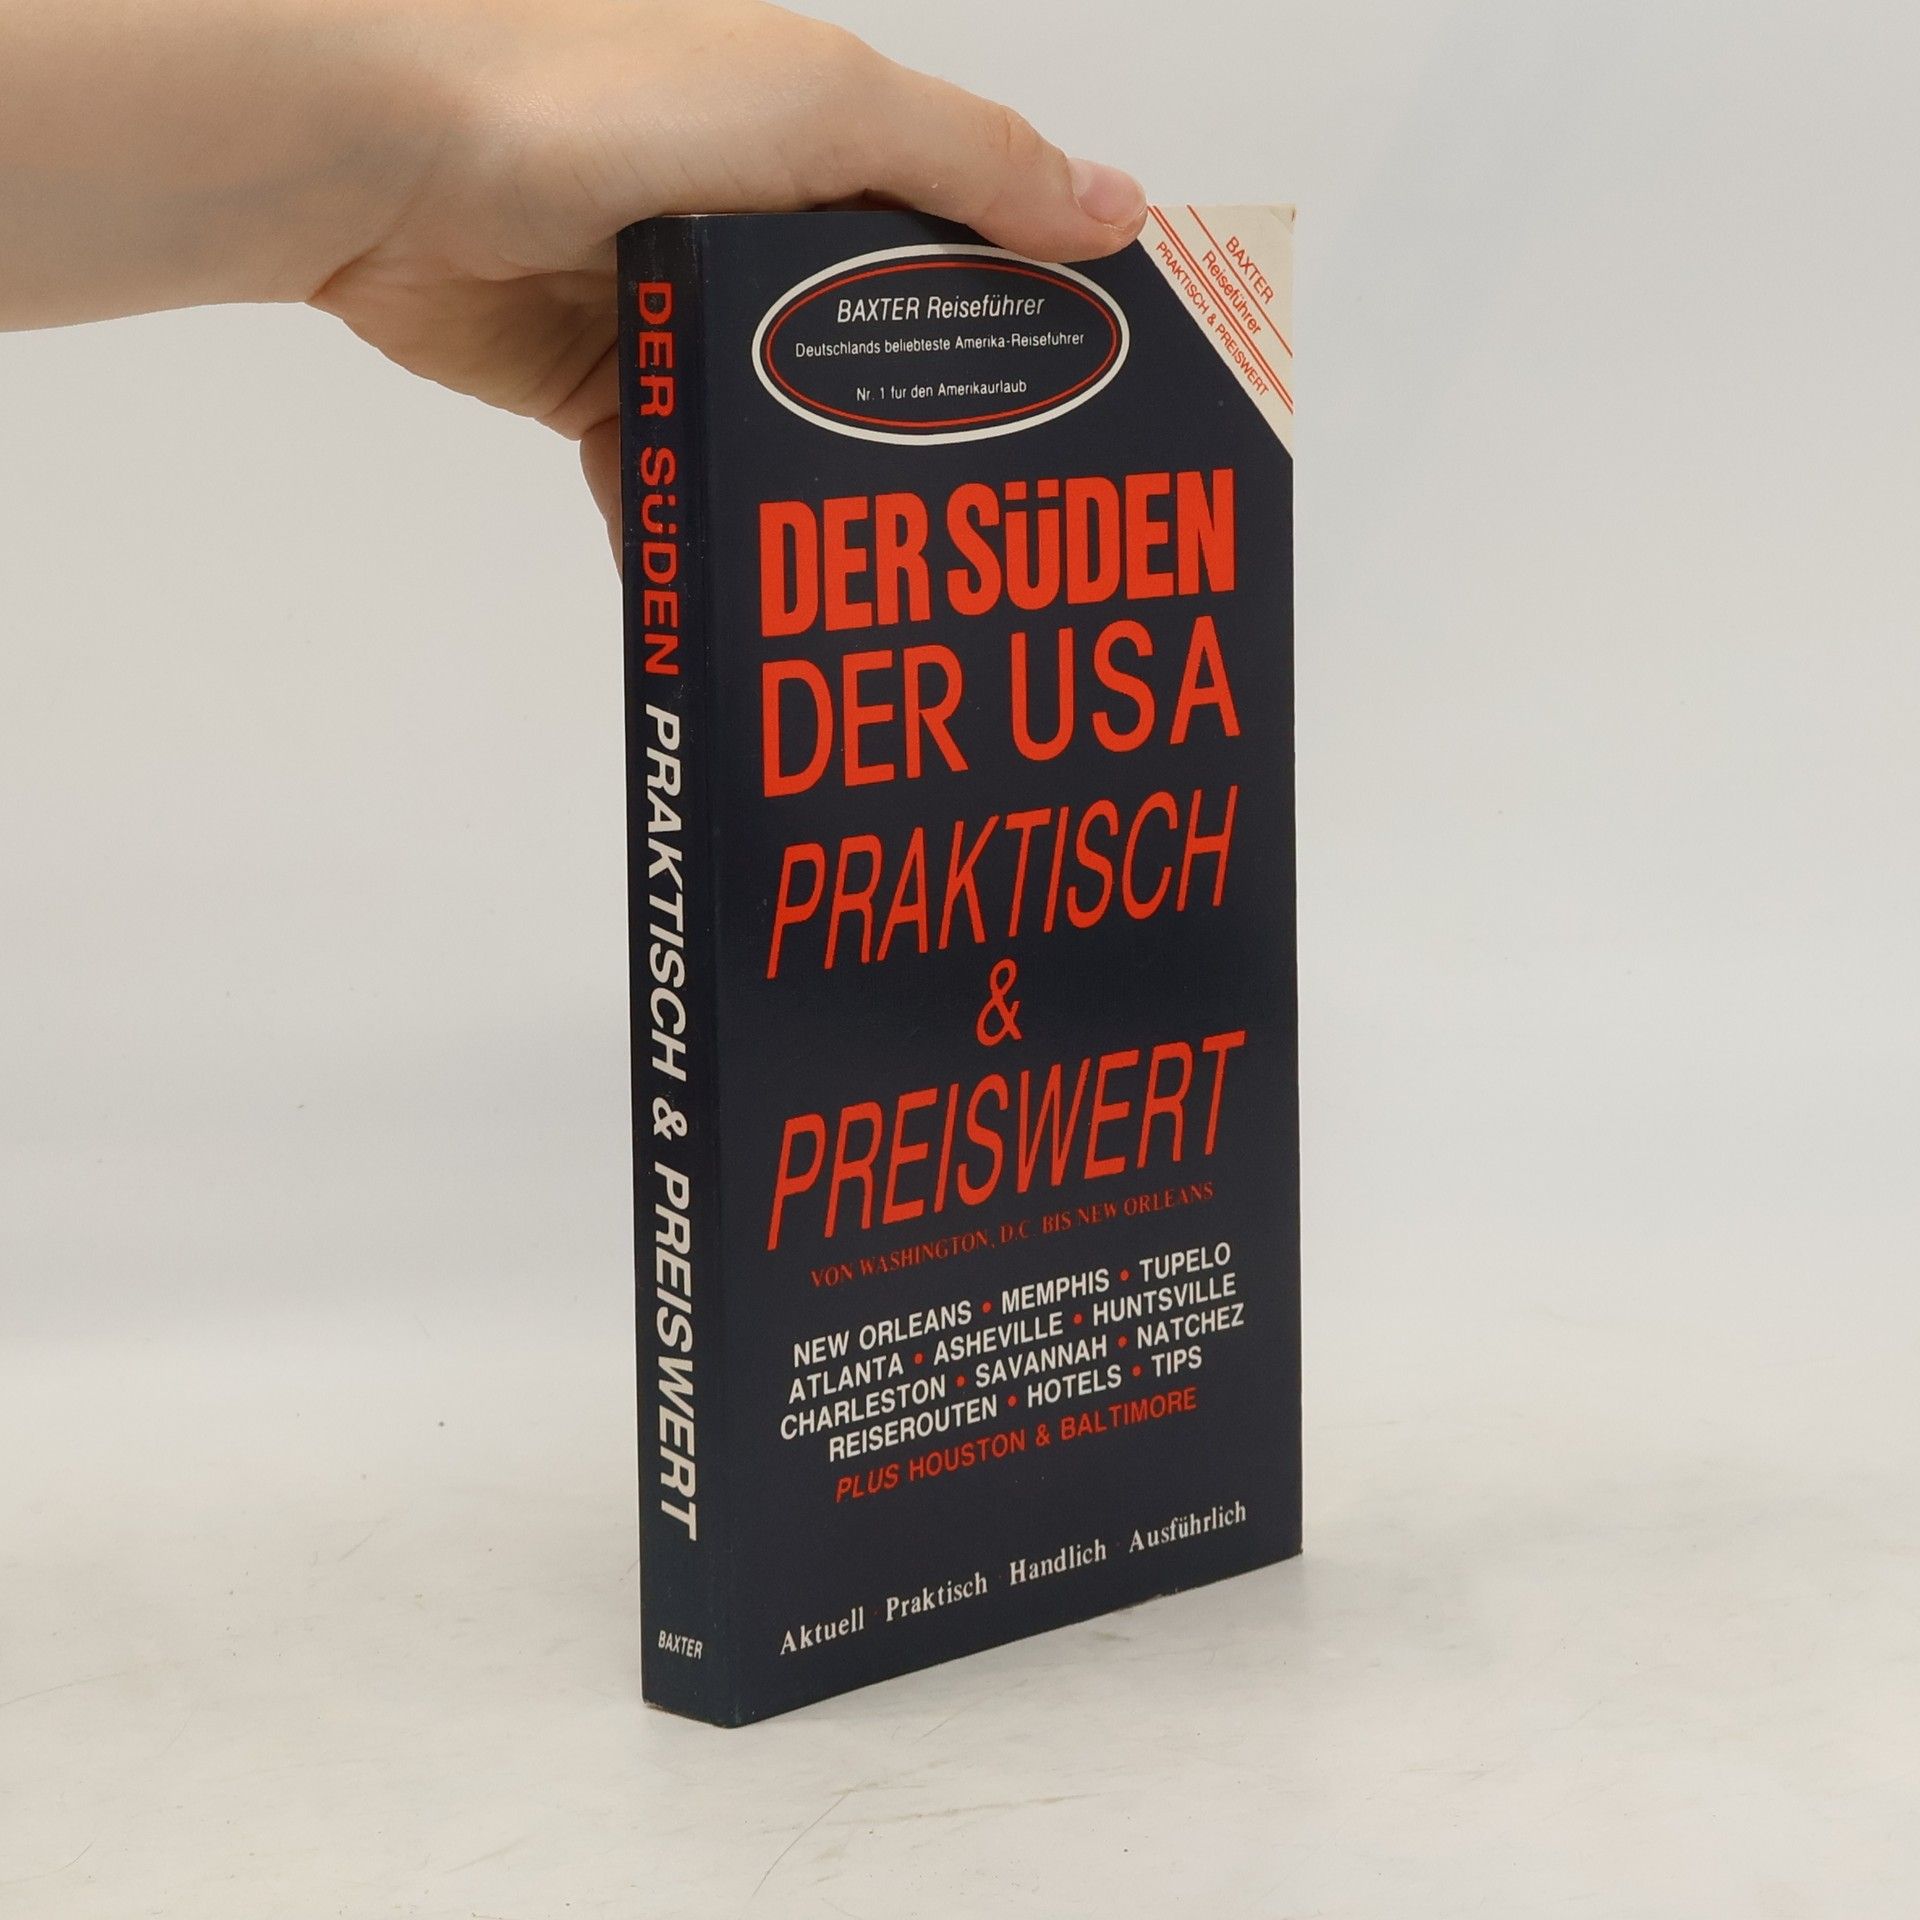 BAXTER Reiseführer
Deutschlands beliebteste Amerika-Reiseführer
Nr. 1 für den Amerikaurlaub
BAXTER
Reiseführer
PRAKTISCH & PREISWERT
DER SÜDEN
DER USA
PRAKTISCH
&
PREISWERT
VON WASHINGTON, D.C. BIS NEW ORLEANS
NEW ORLEANS • MEMPHIS • TUPELO
ATLANTA • ASHEVILLE • HUNTSVILLE
CHARLESTON • SAVANNAH • NATCHEZ
REISEROUTEN • HOTELS • TIPS
PLUS HOUSTON & BALTIMORE
Aktuell · Praktisch · Handlich · Ausführlich
DER SÜDEN PRAKTISCH & PREISWERT
BAXTER